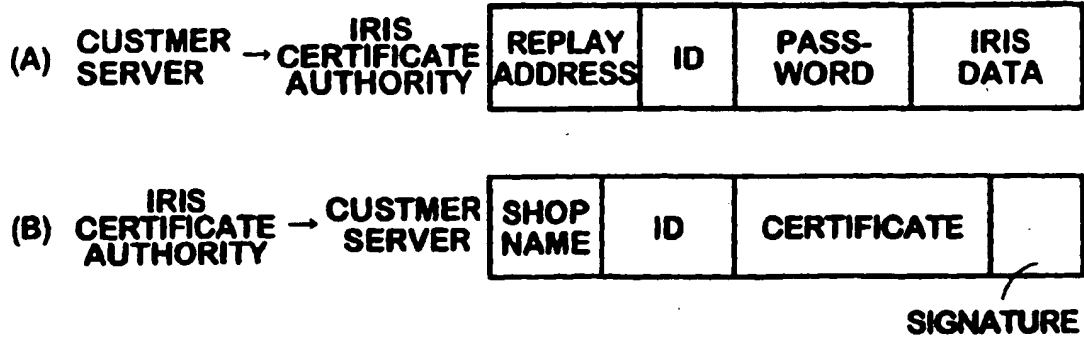 (A) CUSTMER SERVER → IRIS CERTIFICATE AUTHORITY
REPLAY ADDRESS
ID
PASS-
WORD
IRIS DATA
(B) IRIS CERTIFICATE AUTHORITY → CUSTMER SERVER
SHOP NAME
ID
CERTIFICATE
SIGNATURE